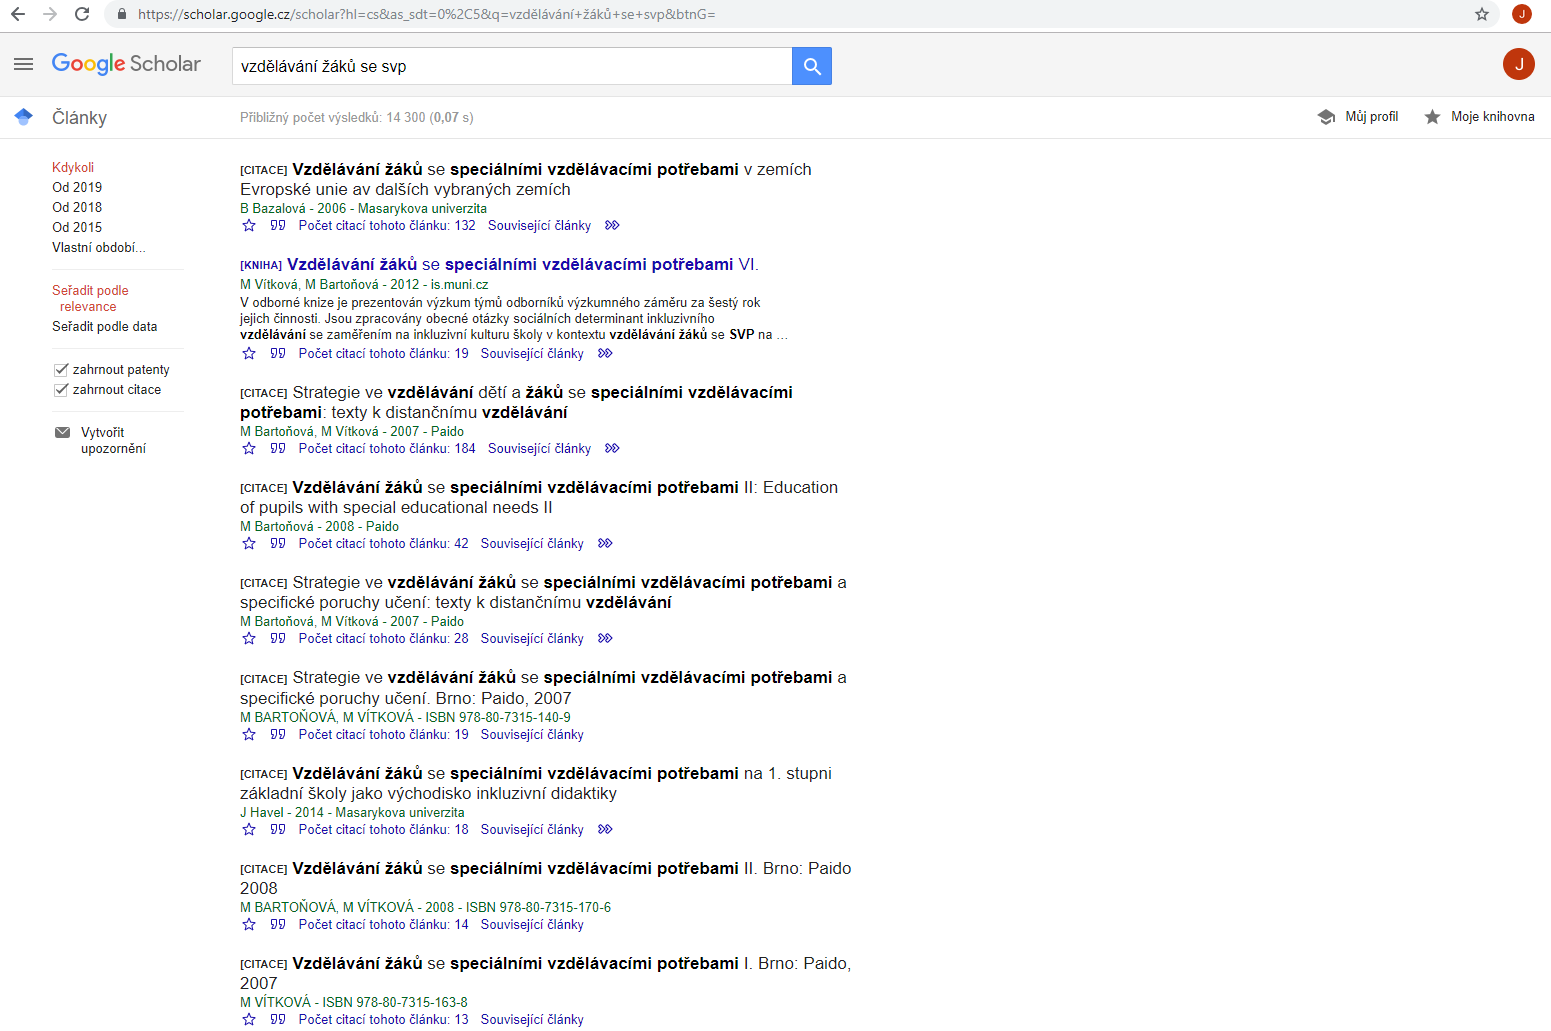 https://scholar.google.cz/scholar?hl=cs&as_sdt=0%2C5&q=vzdělávání+žáků+se+svp&btnG=
J
Google Scholar
vzdělávání žáků se svp
J
Články
Přibližný počet výsledků: 14 300 (0,07 s)
Můj profil
Moje knihovna
Kdykoli
Od 2019
Od 2018
Od 2015
Vlastní období...
Seřadit podle
relevance
Seřadit podle data
zahrnout patenty
zahrnout citace
Vytvořit
upozornění
[CITACE] Vzdělávání žáků se speciálními vzdělávacími potřebami v zemích
Evropské unie av dalších vybraných zemích
B Bazalová - 2006 - Masarykova univerzita
Počet citací tohoto článku: 132 Související články
[KNIHA] Vzdělávání žáků se speciálními vzdělávacími potřebami VI.
M Vítková, M Bartoňová - 2012 - is.muni.cz
V odborné knize je prezentován výzkum týmů odborníků výzkumného záměru za šestý rok
jejich činnosti. Jsou zpracovány obecné otázky sociálních determinant inkluzivního
vzdělávání se zaměřením na inkluzivní kulturu školy v kontextu vzdělávání žáků se SVP na ...
Počet citací tohoto článku: 19 Související články
[CITACE] Strategie ve vzdělávání dětí a žáků se speciálními vzdělávacími
potřebami: texty k distančnímu vzdělávání
M Bartoňová, M Vítková - 2007 - Paido
Počet citací tohoto článku: 184 Související články
[CITACE] Vzdělávání žáků se speciálními vzdělávacími potřebami II: Education
of pupils with special educational needs II
M Bartoňová - 2008 - Paido
Počet citací tohoto článku: 42 Související články
[CITACE] Strategie ve vzdělávání žáků se speciálními vzdělávacími potřebami a
specifické poruchy učení: texty k distančnímu vzdělávání
M Bartoňová, M Vítková - 2007 - Paido
Počet citací tohoto článku: 28 Související články
[CITACE] Strategie ve vzdělávání žáků se speciálními vzdělávacími potřebami a
specifické poruchy učení. Brno: Paido, 2007
M BARTOŇOVÁ, M VÍTKOVÁ - ISBN 978-80-7315-140-9
Počet citací tohoto článku: 19 Související články
[CITACE] Vzdělávání žáků se speciálními vzdělávacími potřebami na 1. stupni
základní školy jako východisko inkluzivní didaktiky
J Havel - 2014 - Masarykova univerzita
Počet citací tohoto článku: 18 Související články
[CITACE] Vzdělávání žáků se speciálními vzdělávacími potřebami II. Brno: Paido
2008
M BARTOŇOVÁ, M VÍTKOVÁ - 2008 - ISBN 978-80-7315-170-6
Počet citací tohoto článku: 14 Související články
[CITACE] Vzdělávání žáků se speciálními vzdělávacími potřebami I. Brno: Paido,
2007
M VÍTKOVÁ - ISBN 978-80-7315-163-8
Počet citací tohoto článku: 13 Související články